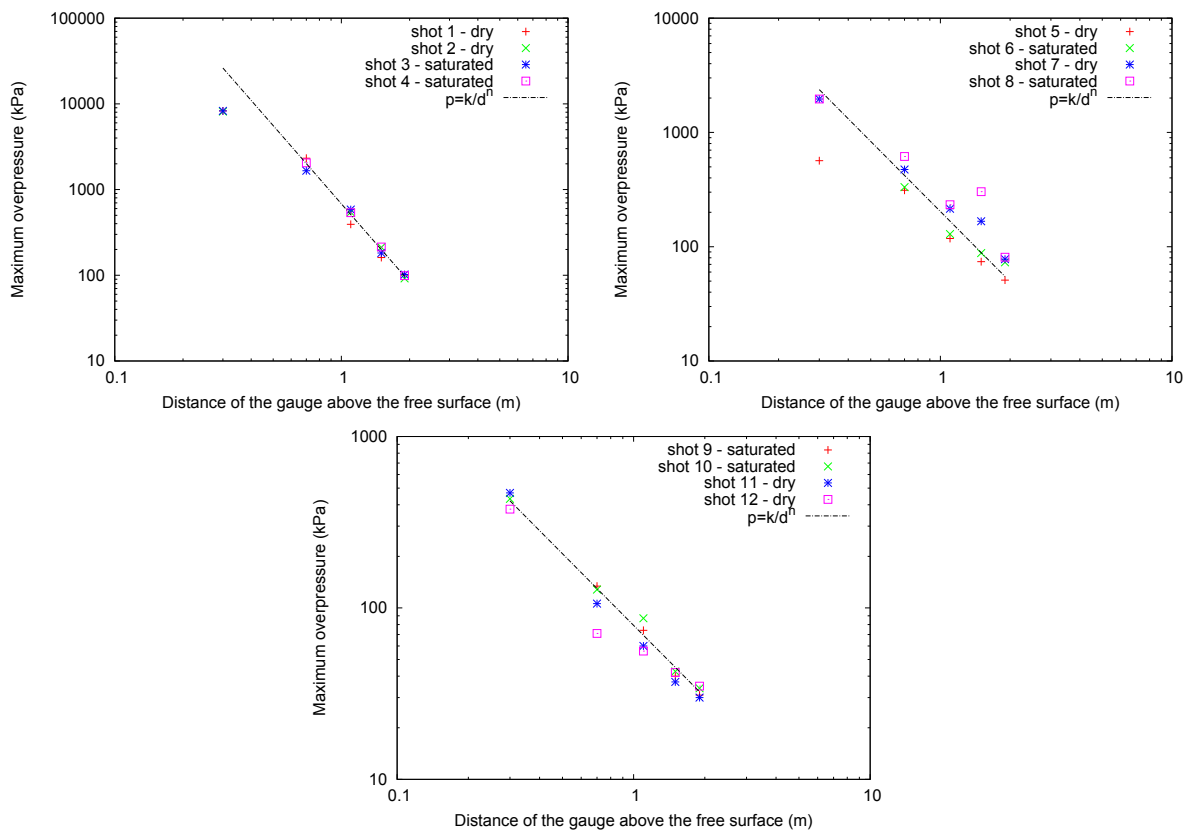 100000
10000
1000
100
10
0.1
1
10
Maximum overpressure (kPa)
Distance of the gauge above the free surface (m)
shot 1 - dry
shot 2 - dry
shot 3 - saturated
shot 4 - saturated
p=k/dⁿ
10000
1000
100
10
0.1
1
10
Maximum overpressure (kPa)
Distance of the gauge above the free surface (m)
shot 5 - dry
shot 6 - saturated
shot 7 - dry
shot 8 - saturated
p=k/dⁿ
1000
100
10
0.1
1
10
Maximum overpressure (kPa)
Distance of the gauge above the free surface (m)
shot 9 - saturated
shot 10 - saturated
shot 11 - dry
shot 12 - dry
p=k/dⁿ